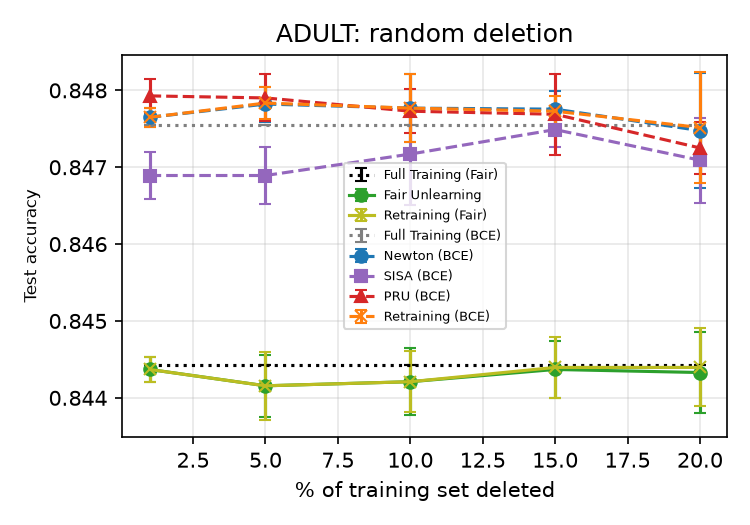 ADULT: random deletion
Test accuracy
0.848
0.847
0.846
0.845
0.844
Full Training (Fair)
Fair Unlearning
Retraining (Fair)
Full Training (BCE)
Newton (BCE)
SISA (BCE)
PRU (BCE)
Retraining (BCE)
2.5 5.0 7.5 10.0 12.5 15.0 17.5 20.0
% of training set deleted